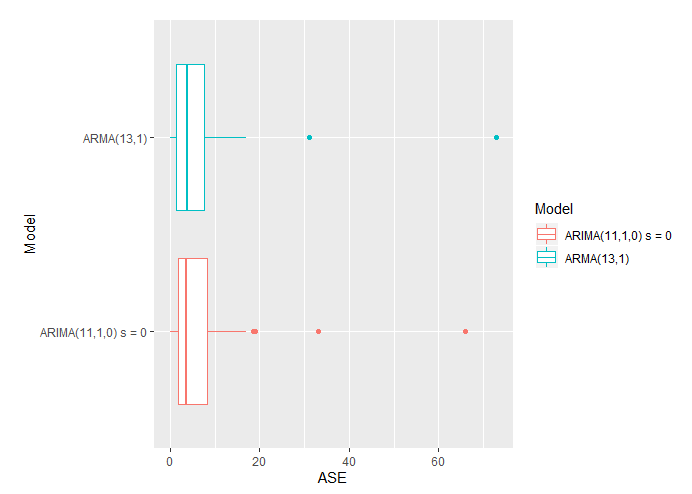 Model
ARMA(13,1)
ARIMA(11,1,0) s = 0
0
20
40
60
ASE
Model
ARIMA(11,1,0) s = 0
ARMA(13,1)